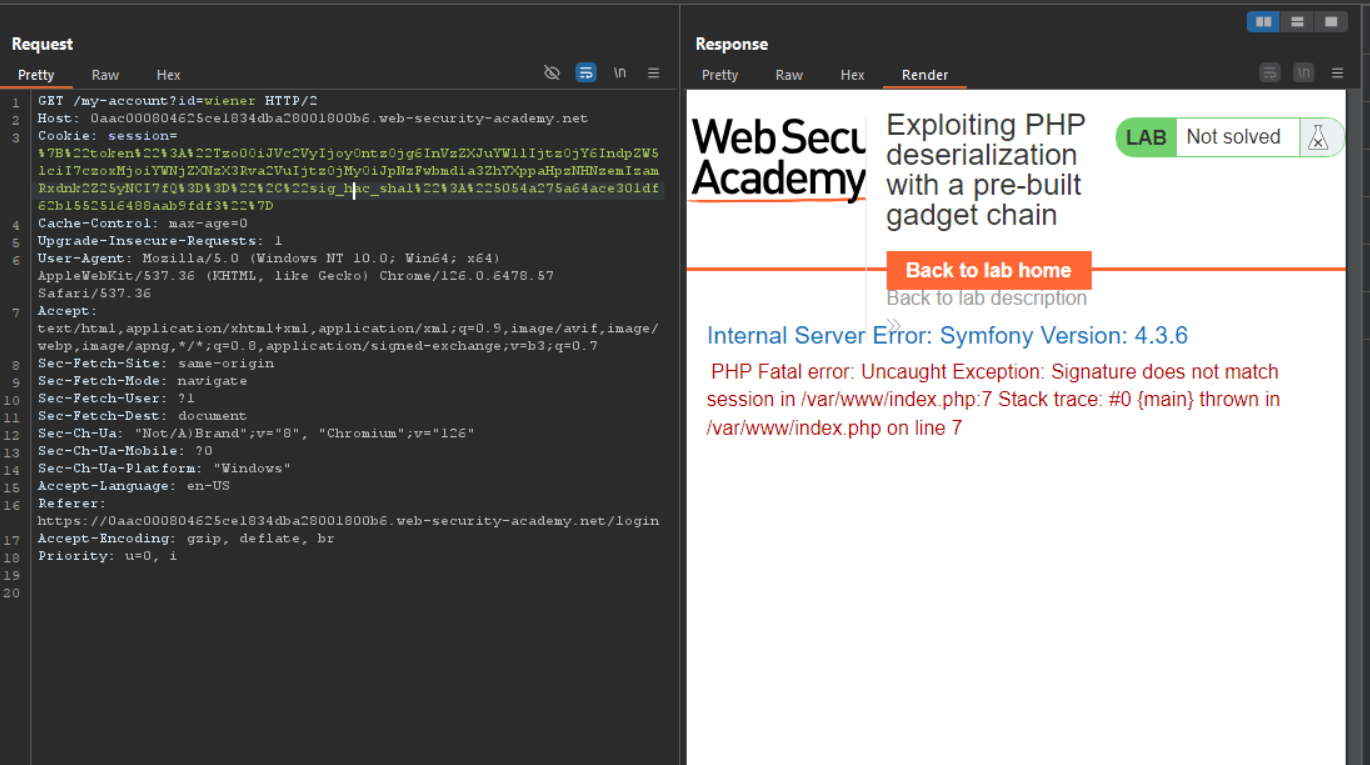 Request
Response
Pretty Raw Hex
\n
Pretty Raw Hex Render
\n
1 GET /my-account?id=wiener HTTP/2
2 Host: 0aac000804625ce1834dba28001800b6.web-security-academy.net
3 Cookie: session=
%7B%22token%22%3A%22Tzo0OiJVc2VyIjoyOntzOjg6InVzZXJuYW1lIjtzOjY6IndpZW5
lciI7czoxMjoiYWNjZXNzX3Rva2VuIjtzOjMyOiJpNzFwbmdia3ZhYXppaHpzNHNzemIzam
Rxdnk2Z25yNCI7fQ%3D%3D%22%2C%22sig_hac_sha1%22%3A%225054a275a64ace301df
62b1552516488aab9fdf3%22%7D
4 Cache-Control: max-age=0
5 Upgrade-Insecure-Requests: 1
6 User-Agent: Mozilla/5.0 (Windows NT 10.0; Win64; x64)
AppleWebKit/537.36 (KHTML, like Gecko) Chrome/126.0.6478.57
Safari/537.36
7 Accept:
text/html,application/xhtml+xml,application/xml;q=0.9,image/avif,image/
webp,image/apng,*/*;q=0.8,application/signed-exchange;v=b3;q=0.7
8 Sec-Fetch-Site: same-origin
9 Sec-Fetch-Mode: navigate
10 Sec-Fetch-User: ?1
11 Sec-Fetch-Dest: document
12 Sec-Ch-Ua: "Not/A)Brand";v="8", "Chromium";v="126"
13 Sec-Ch-Ua-Mobile: ?0
14 Sec-Ch-Ua-Platform: "Windows"
15 Accept-Language: en-US
16 Referer:
https://0aac000804625ce1834dba28001800b6.web-security-academy.net/login
17 Accept-Encoding: gzip, deflate, br
18 Priority: u=0, i
19
20
Web Secu
Academy
Exploiting PHP
deserialization
with a pre-built
gadget chain
LAB Not solved
Back to lab home
Back to lab description
Internal Server Error: Symfony Version: 4.3.6
PHP Fatal error: Uncaught Exception: Signature does not match
session in /var/www/index.php:7 Stack trace: #0 {main} thrown in
/var/www/index.php on line 7